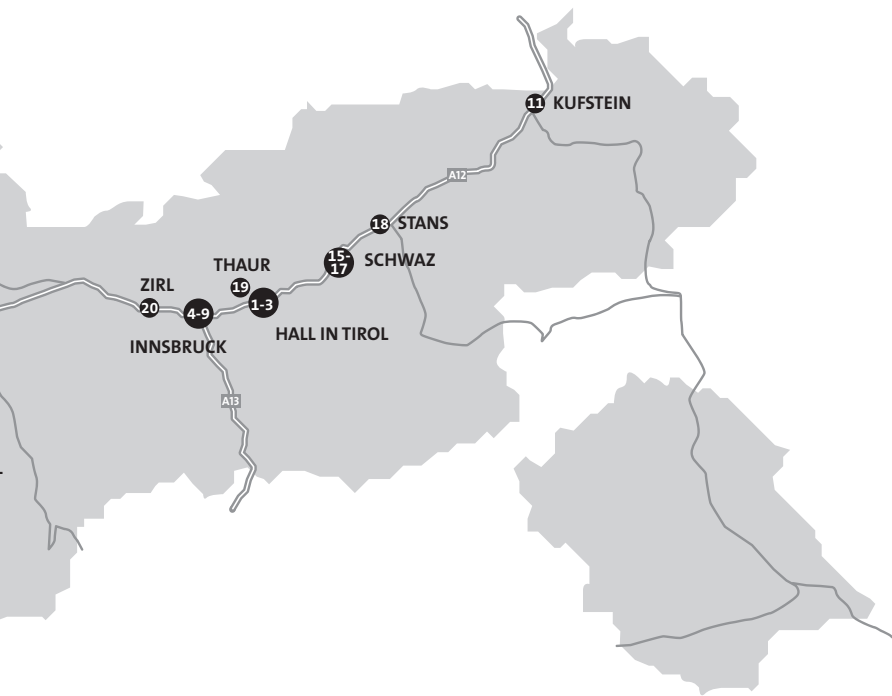 11 KUFSTEIN
A12
18 STANS
15-
17
SCHWAZ
THAUR
19
ZIRL
20
4-9
1-3
HALL IN TIROL
INNSBRUCK
A13